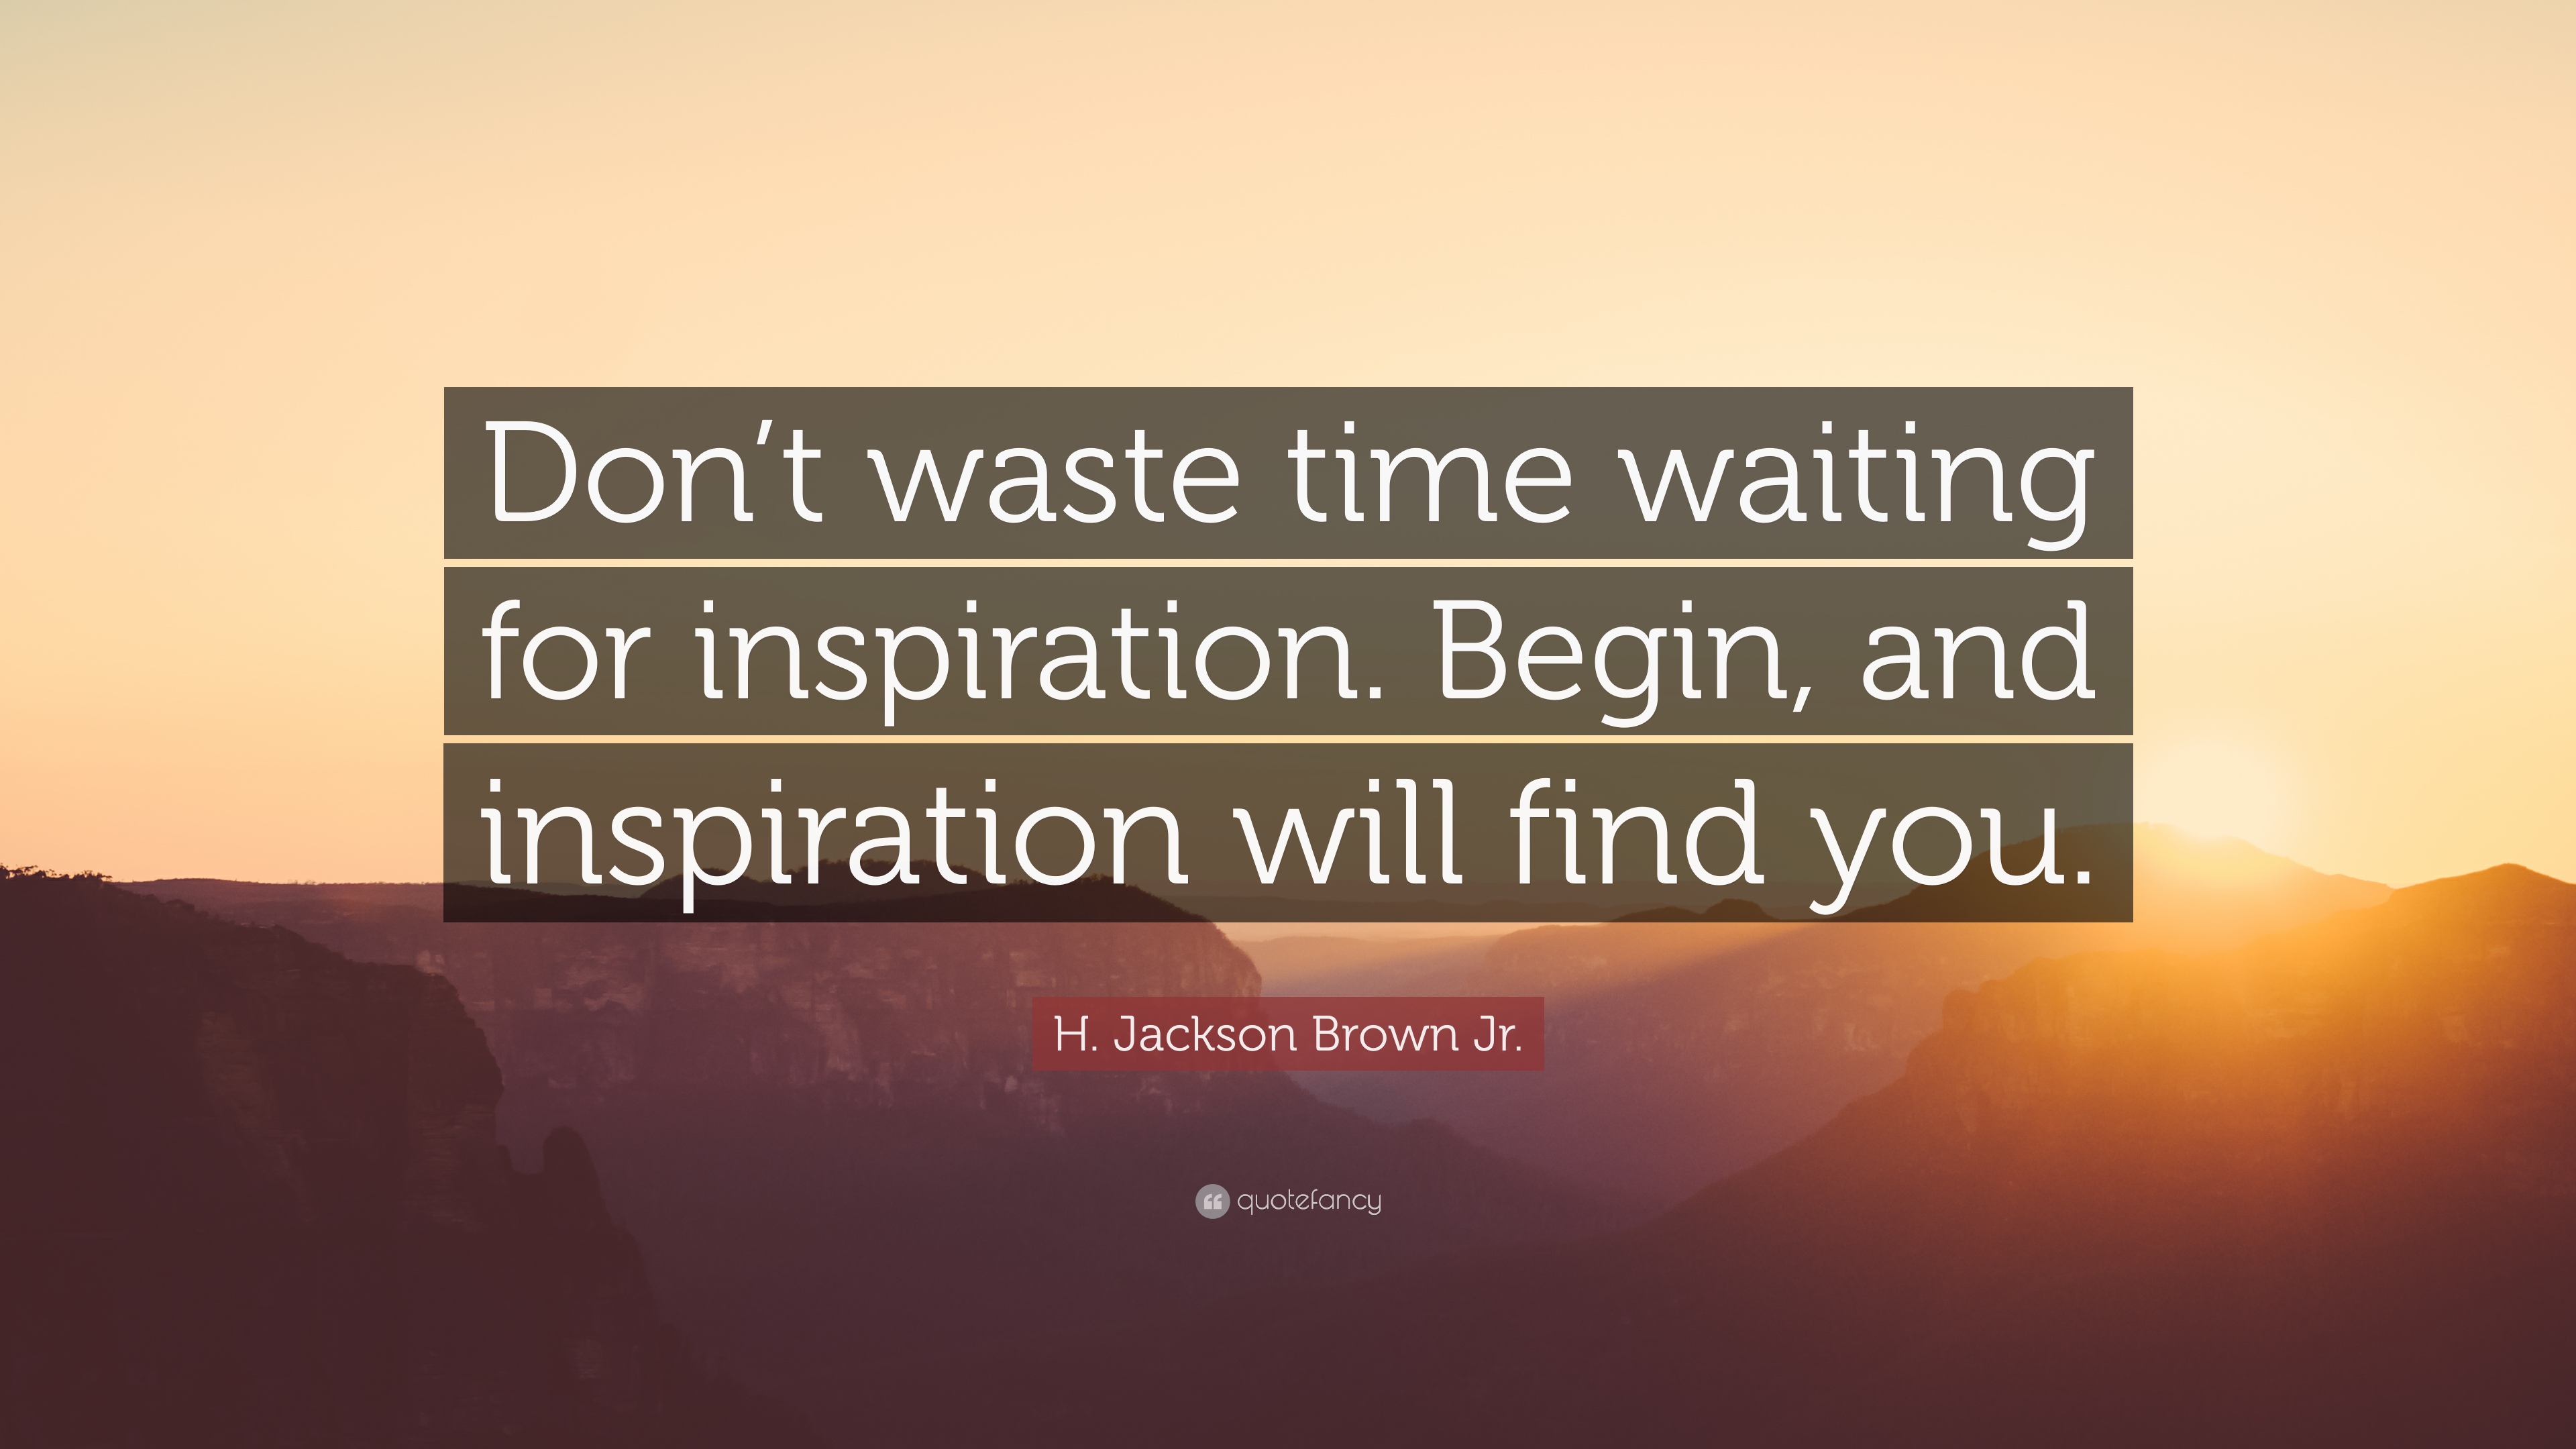 Don’t waste time waiting
for inspiration. Begin, and
inspiration will find you.
H. Jackson Brown Jr.
quotefancy